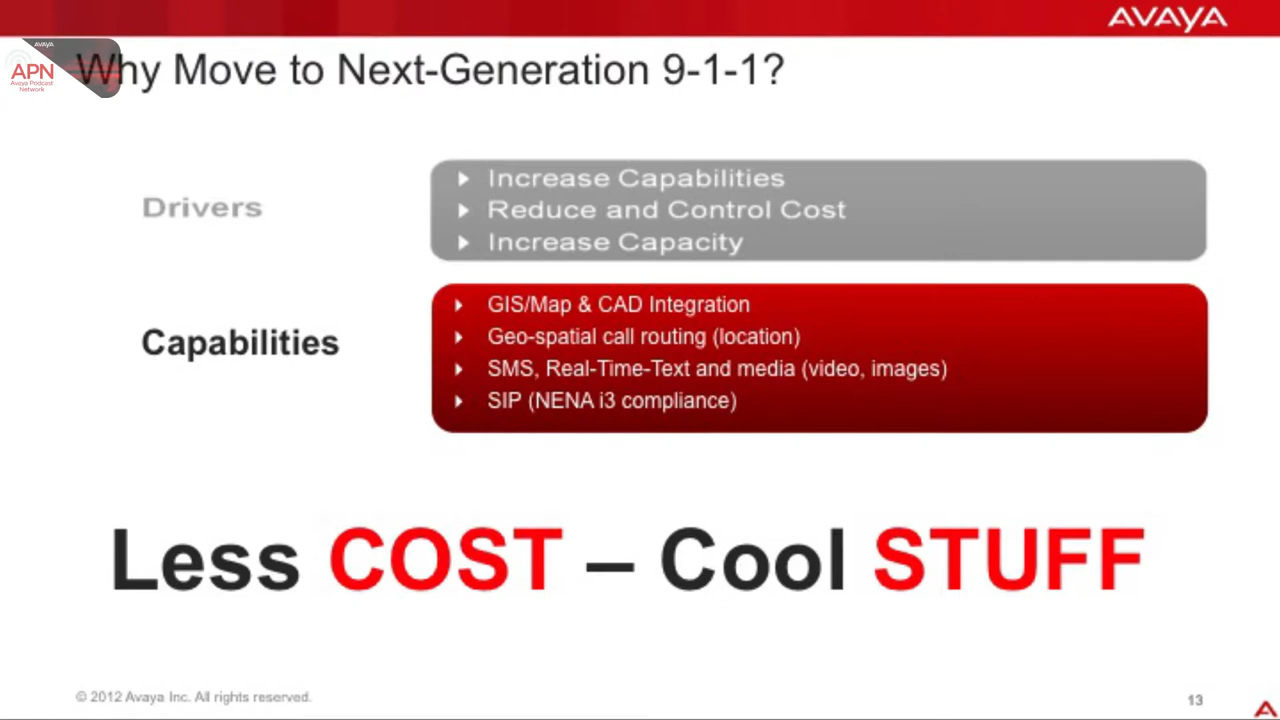 AVAYA
AVAYA
APN
Avaya Podcast
Network
Why Move to Next-Generation 9-1-1?
Drivers
Increase Capabilities
Reduce and Control Cost
Increase Capacity
Capabilities
GIS/Map & CAD Integration
Geo-spatial call routing (location)
SMS, Real-Time-Text and media (video, images)
SIP (NENA i3 compliance)
Less COST – Cool STUFF
© 2012 Avaya Inc. All rights reserved.
13